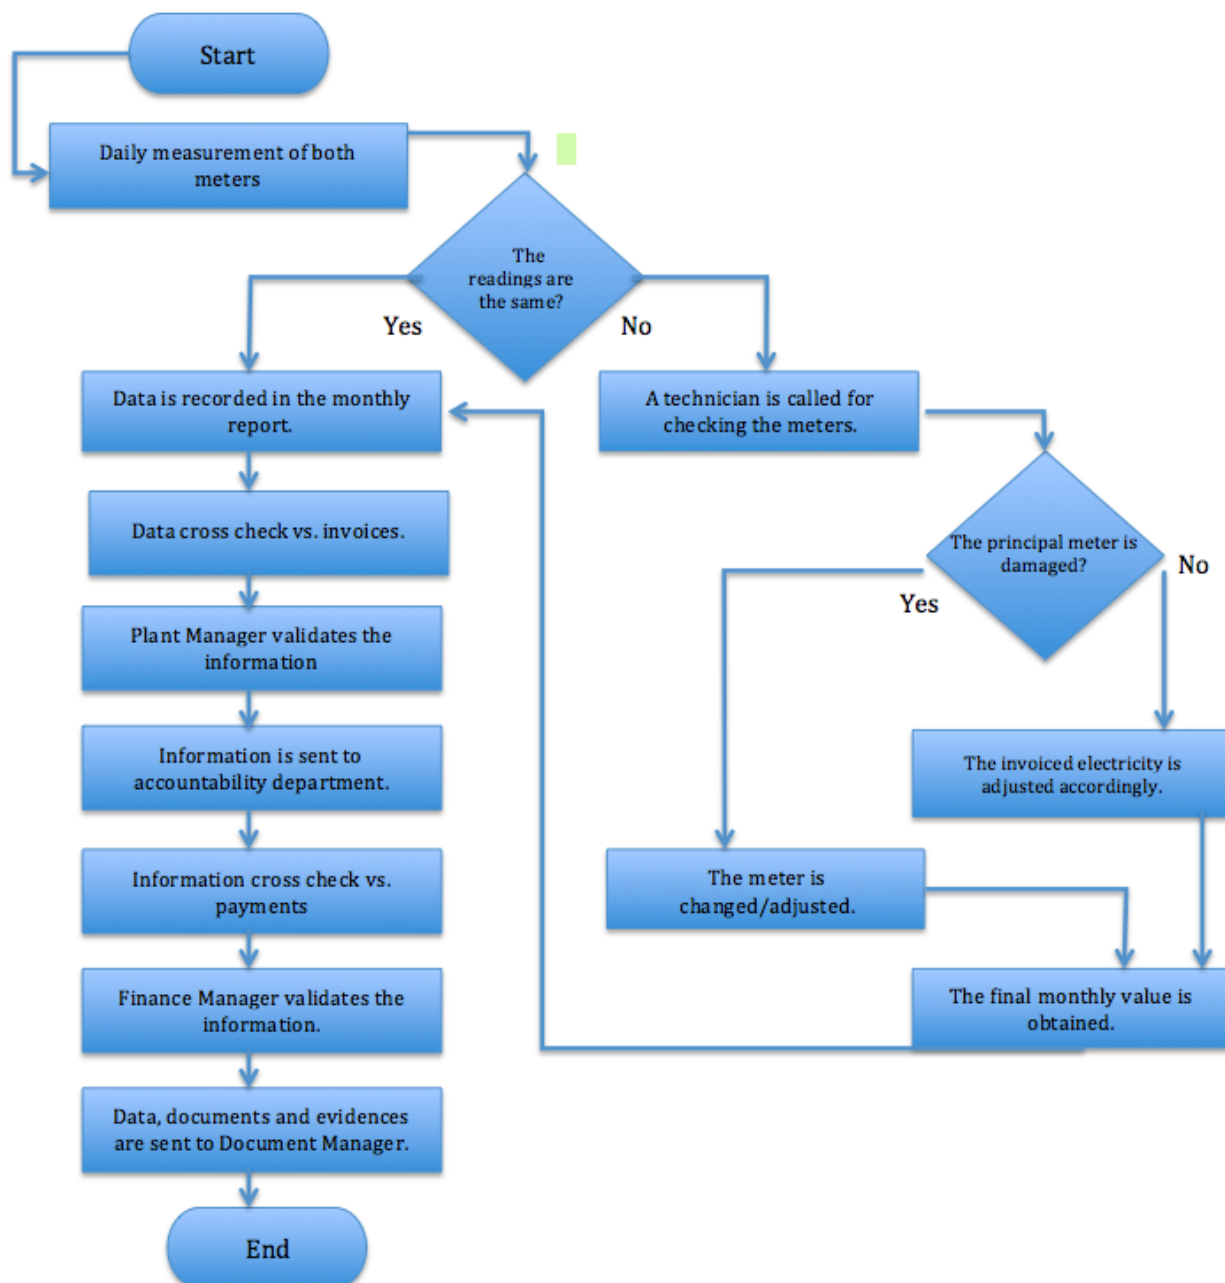 Start
Daily measurement of both
meters
The
readings are
the same?
Yes
No
Data is recorded in the monthly
report.
A technician is called for
checking the meters.
Data cross check vs. invoices.
The principal meter is
damaged?
No
Yes
Plant Manager validates the
information
Information is sent to
accountability department.
The invoiced electricity is
adjusted accordingly.
Information cross check vs.
payments
The meter is
changed/adjusted.
Finance Manager validates the
information.
The final monthly value is
obtained.
Data, documents and evidences
are sent to Document Manager.
End